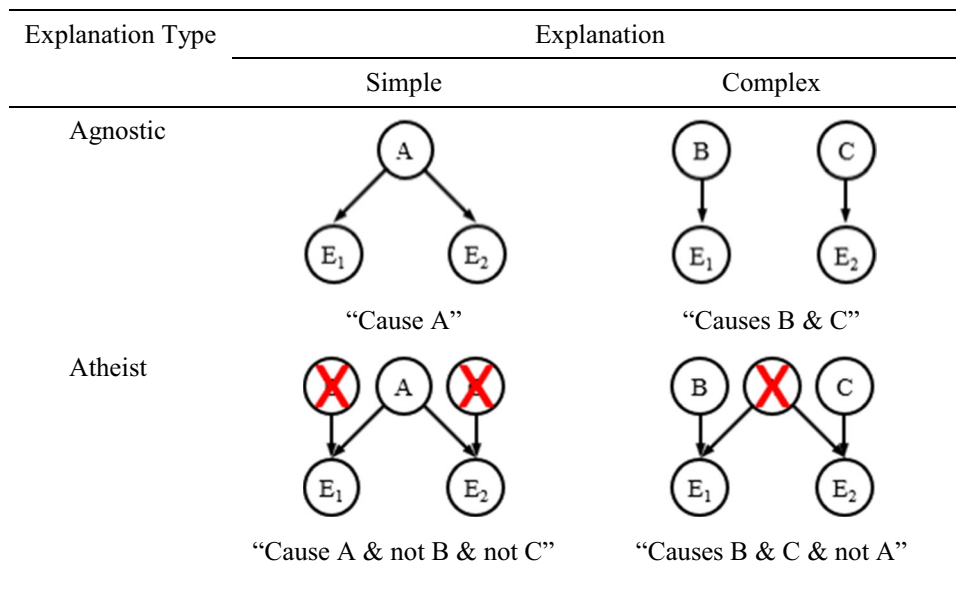 Explanation Type Explanation
Simple Complex
Agnostic
A B C
E₁ E₂ E₁ E₂
“Cause A” “Causes B & C”
Atheist
A B C
E₁ E₂ E₁ E₂
“Cause A & not B & not C” “Causes B & C & not A”